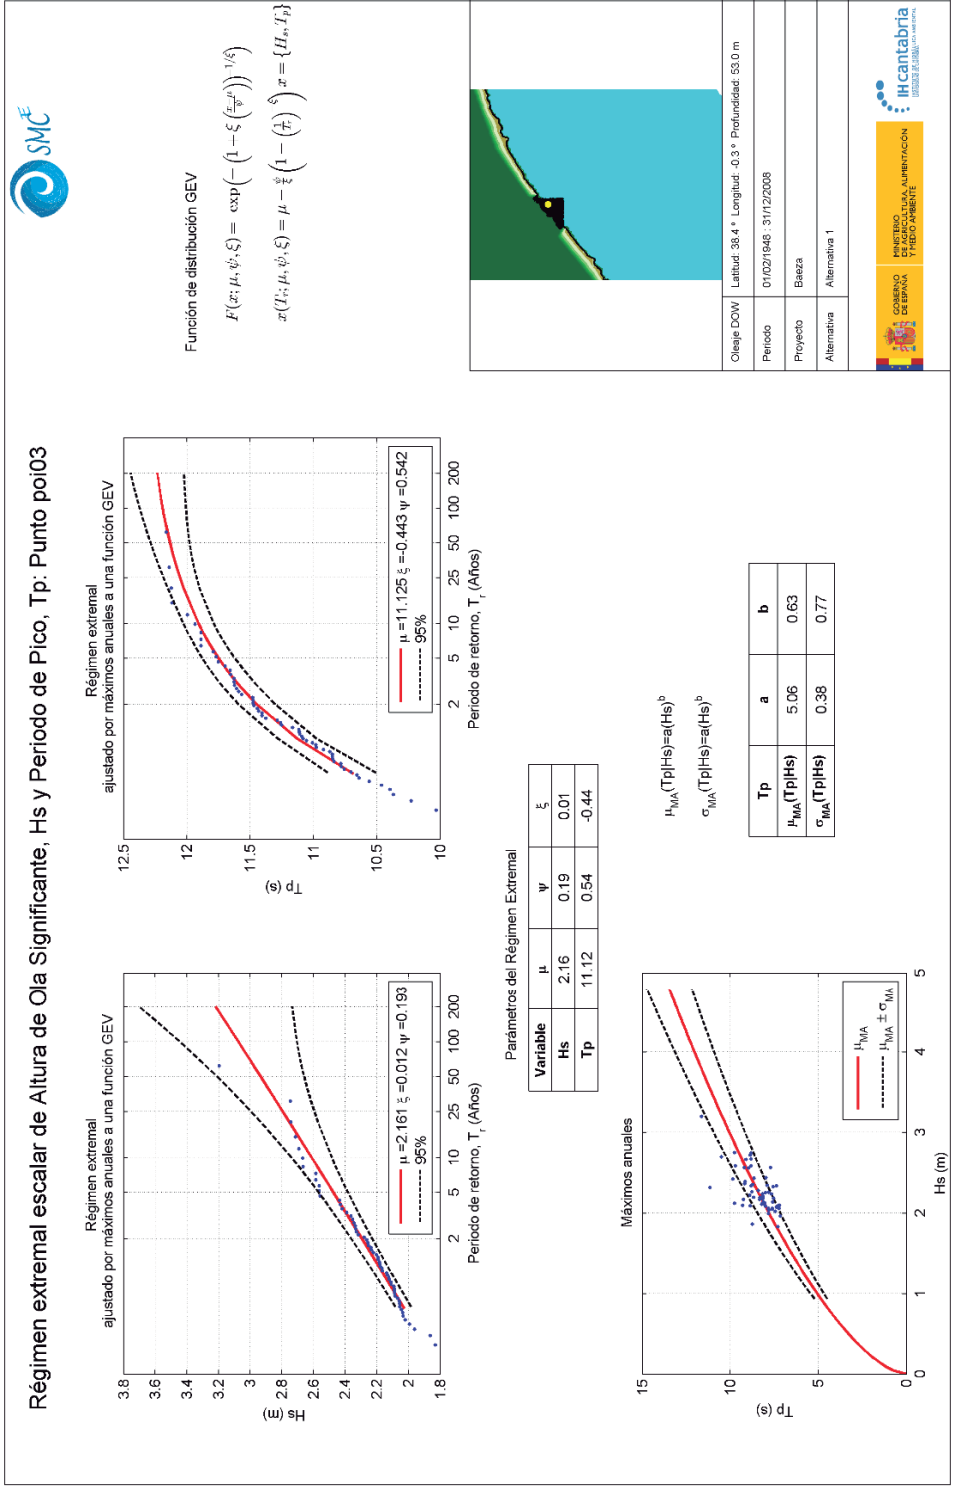 Régimen extremal escalar de Altura de Ola Significante, Hs y Periodo de Pico, Tp: Punto poi03
SMCE
Régimen extremal
ajustado por máximos anuales a una función GEV
3.8
3.6
3.4
3.2
3
2.8
2.6
2.4
2.2
2
1.8
Hs (m)
2 5 10 25 50 100 200
Periodo de retorno, Tr (Años)
μ =2.161 ξ =0.012 ψ =0.193
95%
Régimen extremal
ajustado por máximos anuales a una función GEV
12.5
12
11.5
11
10.5
10
Tp (s)
2 5 10 25 50 100 200
Periodo de retorno, Tr (Años)
μ =11.125 ξ =-0.443 ψ =0.542
95%
Función de distribución GEV
F(x; μ, ψ, ξ) = exp(−(1 − ξ((x−μ)/ψ))^(1/ξ))
x(Tr; μ, ψ, ξ) = μ − ψ/ξ (1 − (1/Tr)^ξ) x = {Hs, Tp}
Parámetros del Régimen Extremal
Variable μ ψ ξ
Hs 2.16 0.19 0.01
Tp 11.12 0.54 -0.44
Máximos anuales
15
10
5
0
Tp (s)
0 1 2 3 4 5
Hs (m)
μMA
μMA ± σMA
μMA(Tp|Hs)=a(Hs)^b
σMA(Tp|Hs)=a(Hs)^b
Tp a b
μMA(Tp|Hs) 5.06 0.63
σMA(Tp|Hs) 0.38 0.77
Oleaje DOW Latitud: 38.4 º Longitud: -0.3 º Profundidad: 53.0 m
Periodo 01/02/1948 : 31/12/2008
Proyecto Baeza
Alternativa Alternativa 1
GOBIERNO
DE ESPAÑA
MINISTERIO
DE AGRICULTURA, ALIMENTACIÓN
Y MEDIO AMBIENTE
IHcantabria